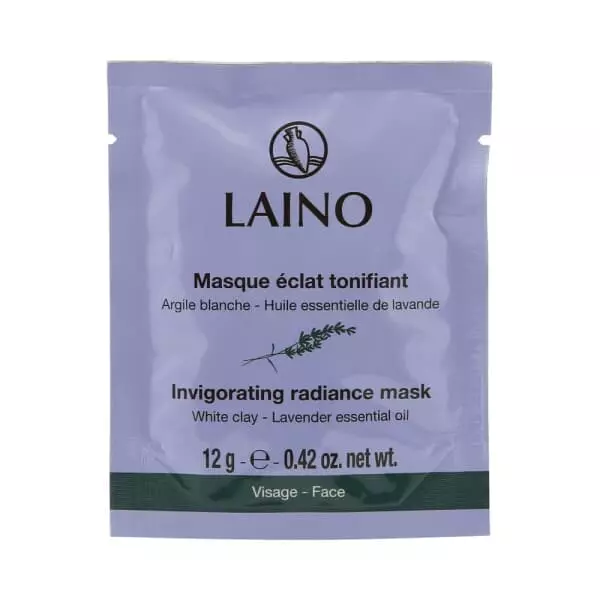 LAINO
Masque éclat tonifiant
Argile blanche - Huile essentielle de lavande
Invigorating radiance mask
White clay - Lavender essential oil
12 g - ℮ - 0.42 oz. net wt.
Visage - Face